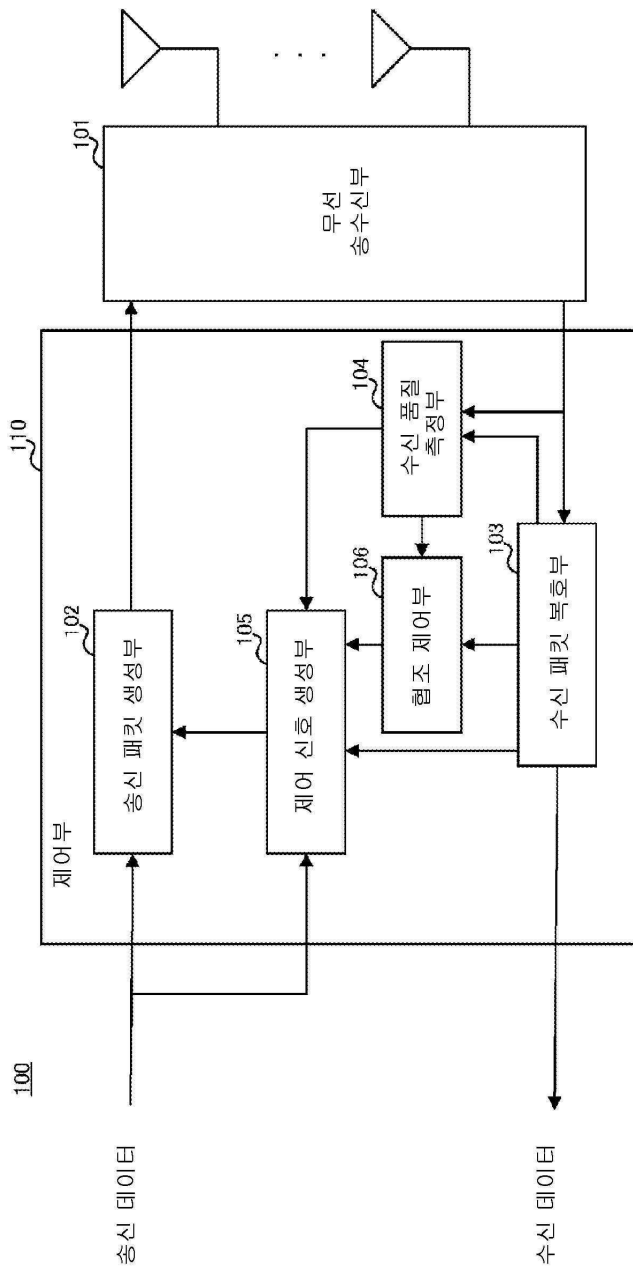 100
송신 데이터
수신 데이터
110
제어부
102
송신 패킷 생성부
105
제어 신호 생성부
106
협조 제어부
104
수신 품질
측정부
103
수신 패킷 복호부
101
무선
송수신부
. . .